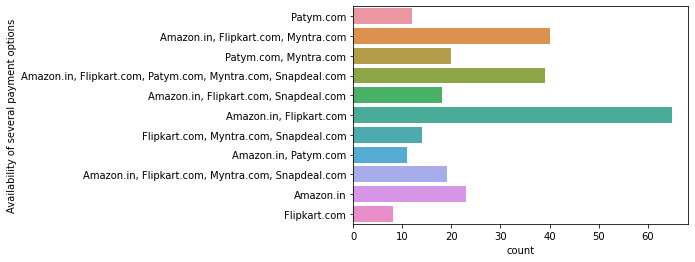 Availability of several payment options
Patym.com
Amazon.in, Flipkart.com, Myntra.com
Patym.com, Myntra.com
Amazon.in, Flipkart.com, Patym.com, Myntra.com, Snapdeal.com
Amazon.in, Flipkart.com, Snapdeal.com
Amazon.in, Flipkart.com
Flipkart.com, Myntra.com, Snapdeal.com
Amazon.in, Patym.com
Amazon.in, Flipkart.com, Myntra.com, Snapdeal.com
Amazon.in
Flipkart.com
0 10 20 30 40 50 60
count